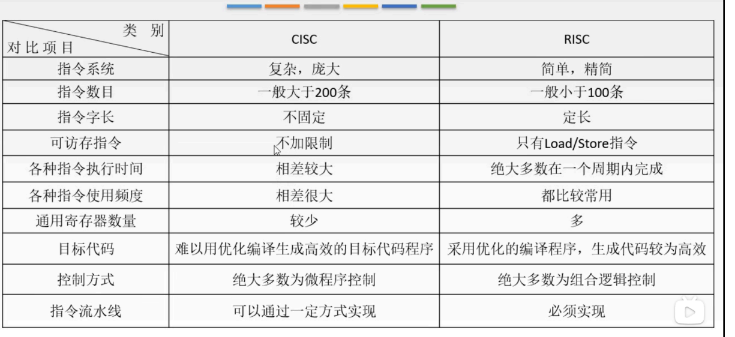 类 别
对比项目
CISC
RISC
指令系统
复杂，庞大
简单，精简
指令数目
一般大于200条
一般小于100条
指令字长
不固定
定长
可访存指令
不加限制
只有Load/Store指令
各种指令执行时间
相差较大
绝大多数在一个周期内完成
各种指令使用频度
相差很大
都比较常用
通用寄存器数量
较少
多
目标代码
难以用优化编译生成高效的目标代码程序
采用优化的编译程序，生成代码较为高效
控制方式
绝大多数为微程序控制
绝大多数为组合逻辑控制
指令流水线
可以通过一定方式实现
必须实现